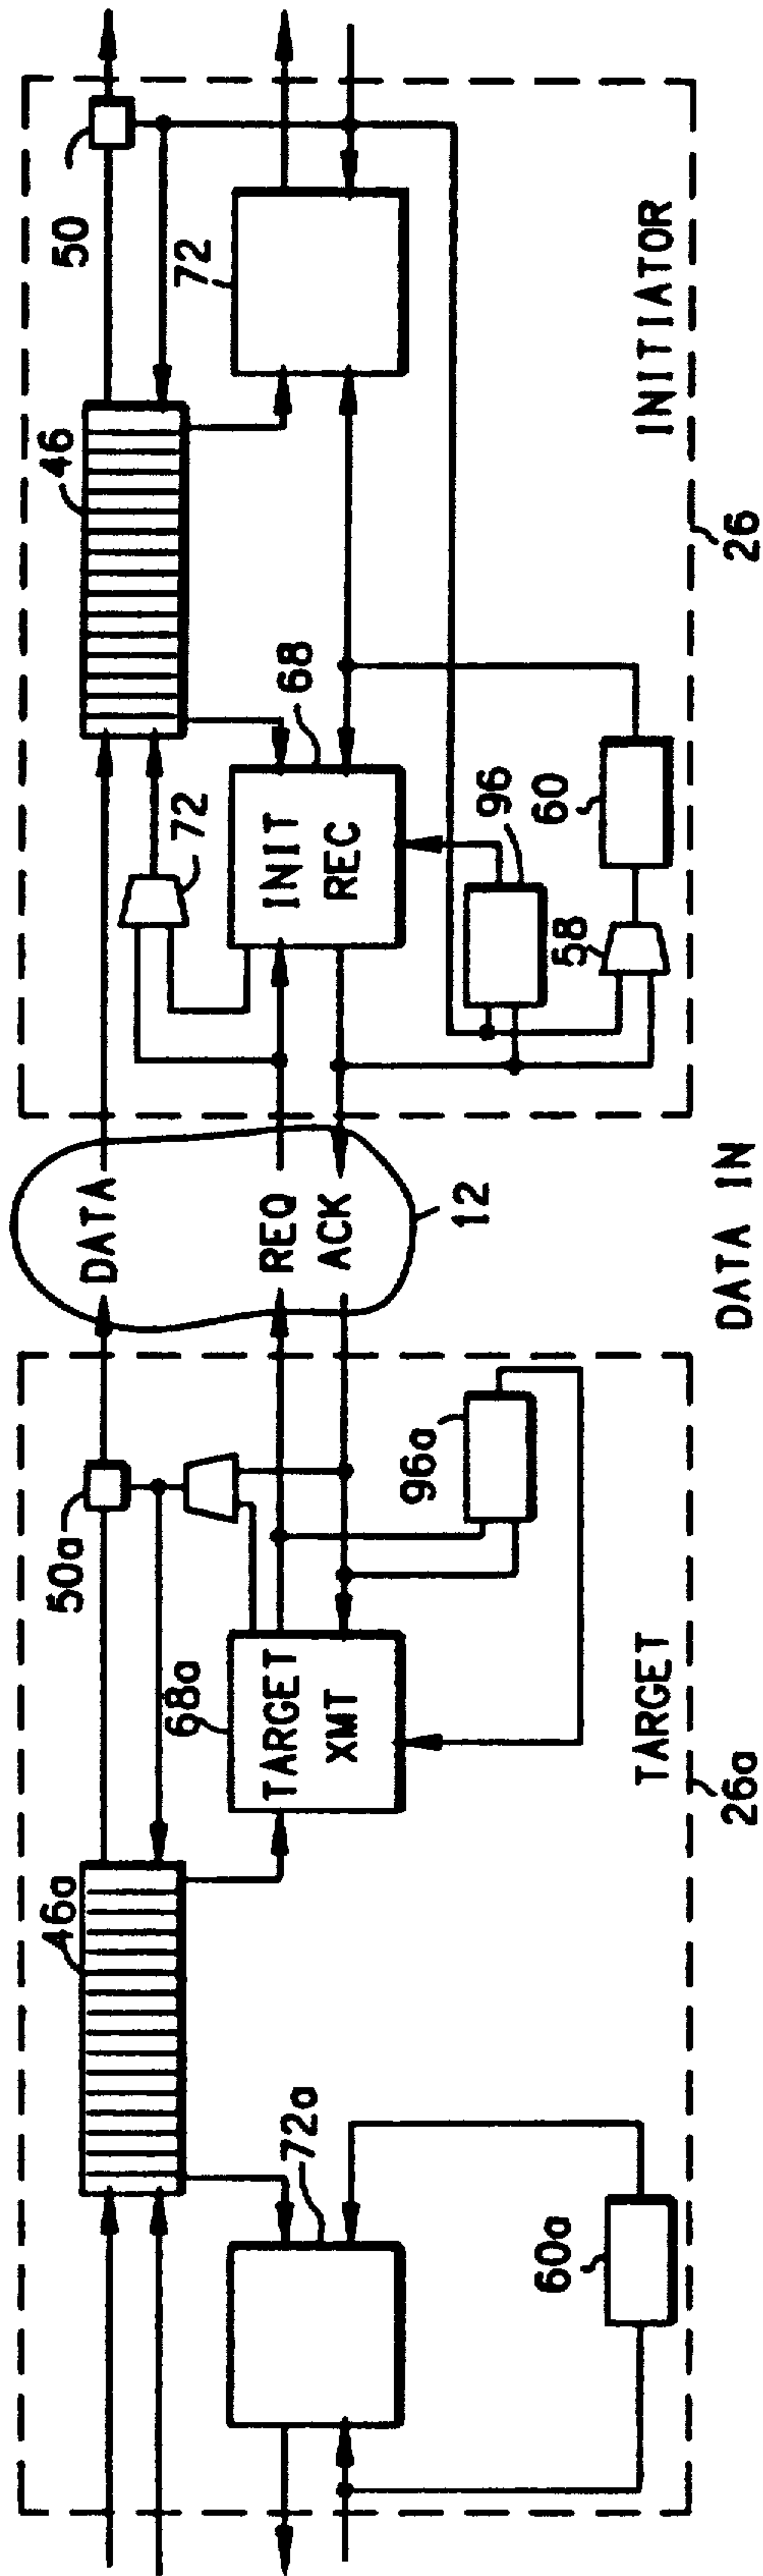 50
46
72
72
INIT
REC
68
96
58
60
INITIATOR
26
DATA
REQ
ACK
12
DATA IN
50a
46a
68a
TARGET
XMT
96a
72a
60a
TARGET
26a